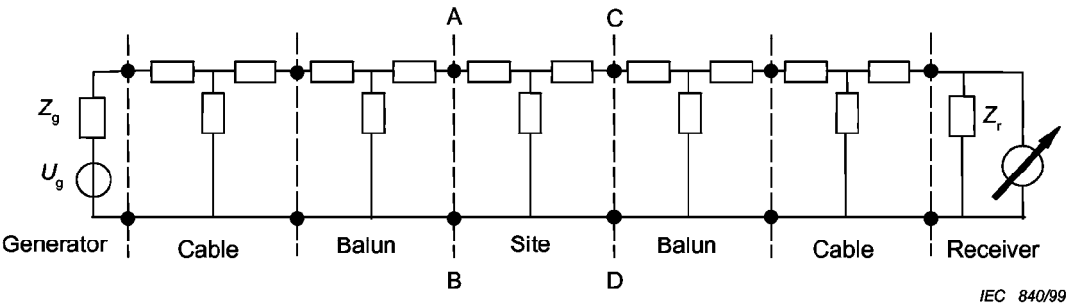 A
C
Zg
Zr
Ug
Generator
Cable
Balun
Site
Balun
Cable
Receiver
B
D
IEC 840/99